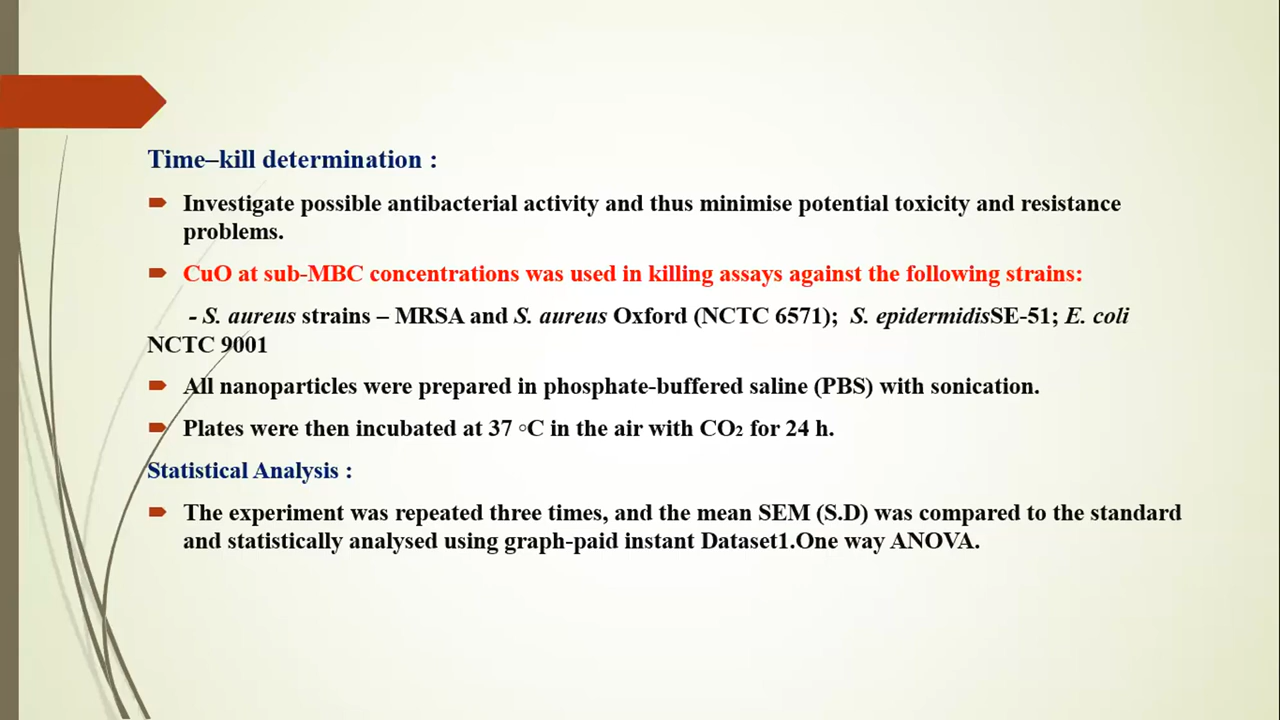 Time–kill determination :
Investigate possible antibacterial activity and thus minimise potential toxicity and resistance
problems.
CuO at sub-MBC concentrations was used in killing assays against the following strains:
- S. aureus strains – MRSA and S. aureus Oxford (NCTC 6571);  S. epidermidisSE-51; E. coli
NCTC 9001
All nanoparticles were prepared in phosphate-buffered saline (PBS) with sonication.
Plates were then incubated at 37 ◦C in the air with CO₂ for 24 h.
Statistical Analysis :
The experiment was repeated three times, and the mean SEM (S.D) was compared to the standard
and statistically analysed using graph-paid instant Dataset1.One way ANOVA.